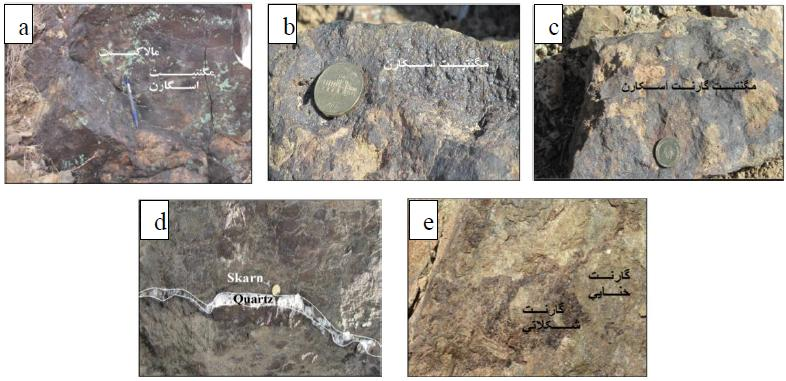 a
مالاکیت
مگنتیت
اسکارن
b
مگنتیت اسکارن
c
مگنتیت گارنت اسکارن
d
Skarn
Quartz
e
گارنت
حنایی
گارنت
شکلاتی